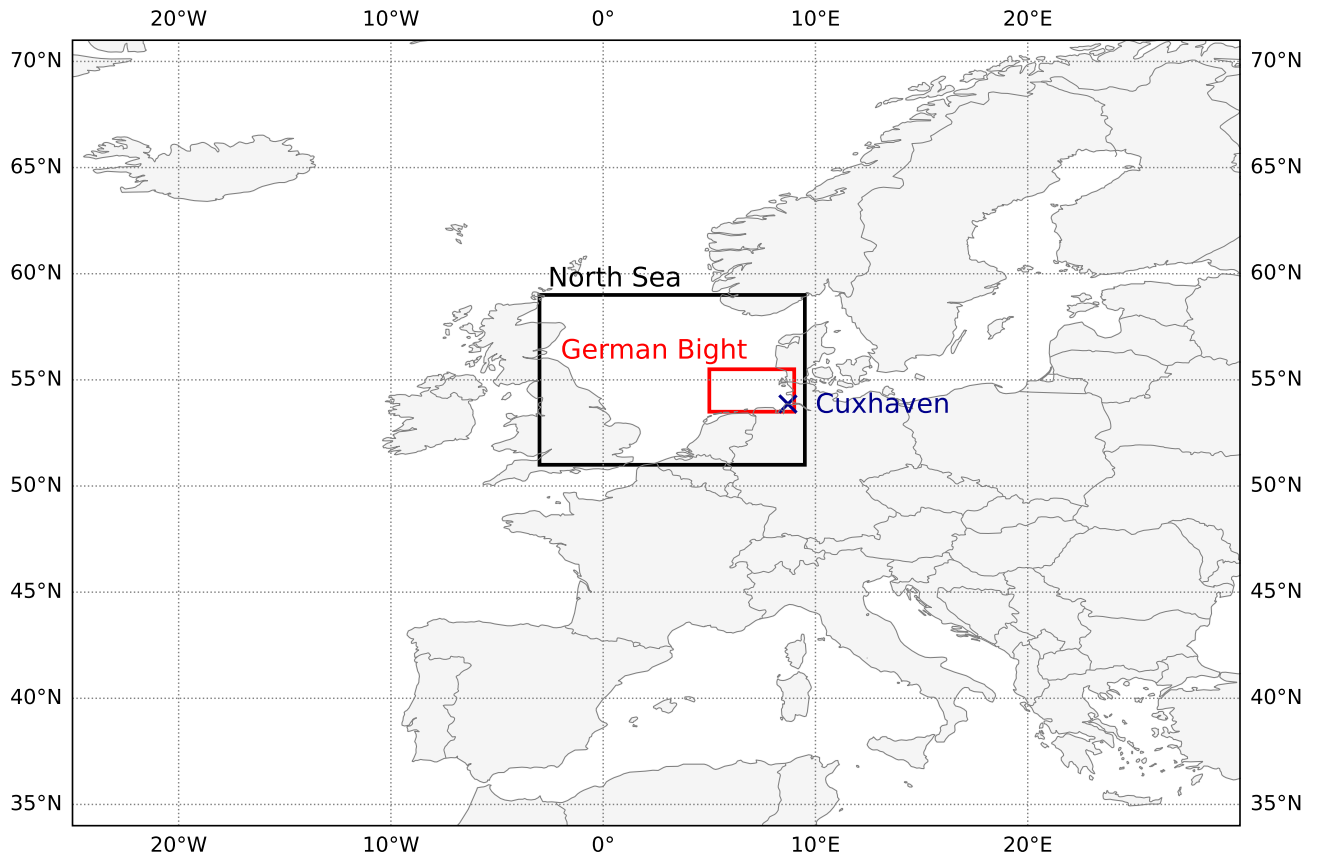 20°W 10°W 0° 10°E 20°E
70°N 70°N
65°N 65°N
60°N 60°N
North Sea
German Bight
55°N 55°N
Cuxhaven
50°N 50°N
45°N 45°N
40°N 40°N
35°N 35°N
20°W 10°W 0° 10°E 20°E